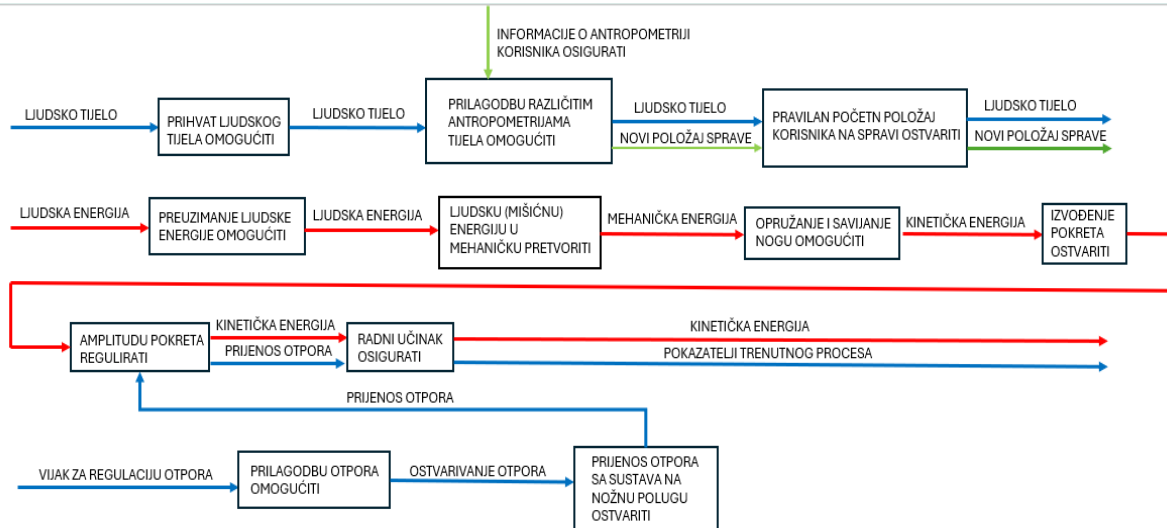 INFORMACIJE O ANTROPOMETRIJI
KORISNIKA OSIGURATI
LJUDSKO TIJELO
PRIHVAT LJUDSKOG
TIJELA OMOGUĆITI
LJUDSKO TIJELO
PRILAGODBU RAZLIČITIM
ANTROPOMETRIJAMA
TIJELA OMOGUĆITI
LJUDSKO TIJELO
NOVI POLOŽAJ SPRAVE
PRAVILAN POČETN POLOŽAJ
KORISNIKA NA SPRAVI OSTVARITI
LJUDSKO TIJELO
NOVI POLOŽAJ SPRAVE
LJUDSKA ENERGIJA
PREUZIMANJE LJUDSKE
ENERGIJE OMOGUĆITI
LJUDSKA ENERGIJA
LJUDSKU (MIŠIĆNU)
ENERGIJU U
MEHANIČKU PRETVORITI
MEHANIČKA ENERGIJA
OPRUŽANJE I SAVIJANJE
NOGU OMOGUĆITI
KINETIČKA ENERGIJA
IZVOĐENJE
POKRETA
OSTVARITI
AMPLITUDU POKRETA
REGULIRATI
KINETIČKA ENERGIJA
PRIJENOS OTPORA
RADNI UČINAK
OSIGURATI
KINETIČKA ENERGIJA
POKAZATELJI TRENUTNOG PROCESA
PRIJENOS OTPORA
VIJAK ZA REGULACIJU OTPORA
PRILAGODBU OTPORA
OMOGUĆITI
OSTVARIVANJE OTPORA
PRIJENOS OTPORA
SA SUSTAVA NA
NOŽNU POLUGU
OSTVARITI